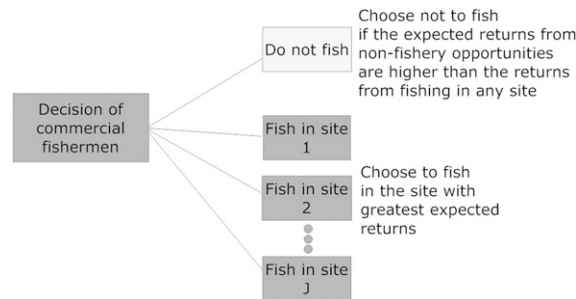 Decision of
commercial
fishermen
Do not fish
Choose not to fish
if the expected returns from
non-fishery opportunities
are higher than the returns
from fishing in any site
Fish in site
1
Fish in site
2
Choose to fish
in the site with
greatest expected
returns
Fish in site
J